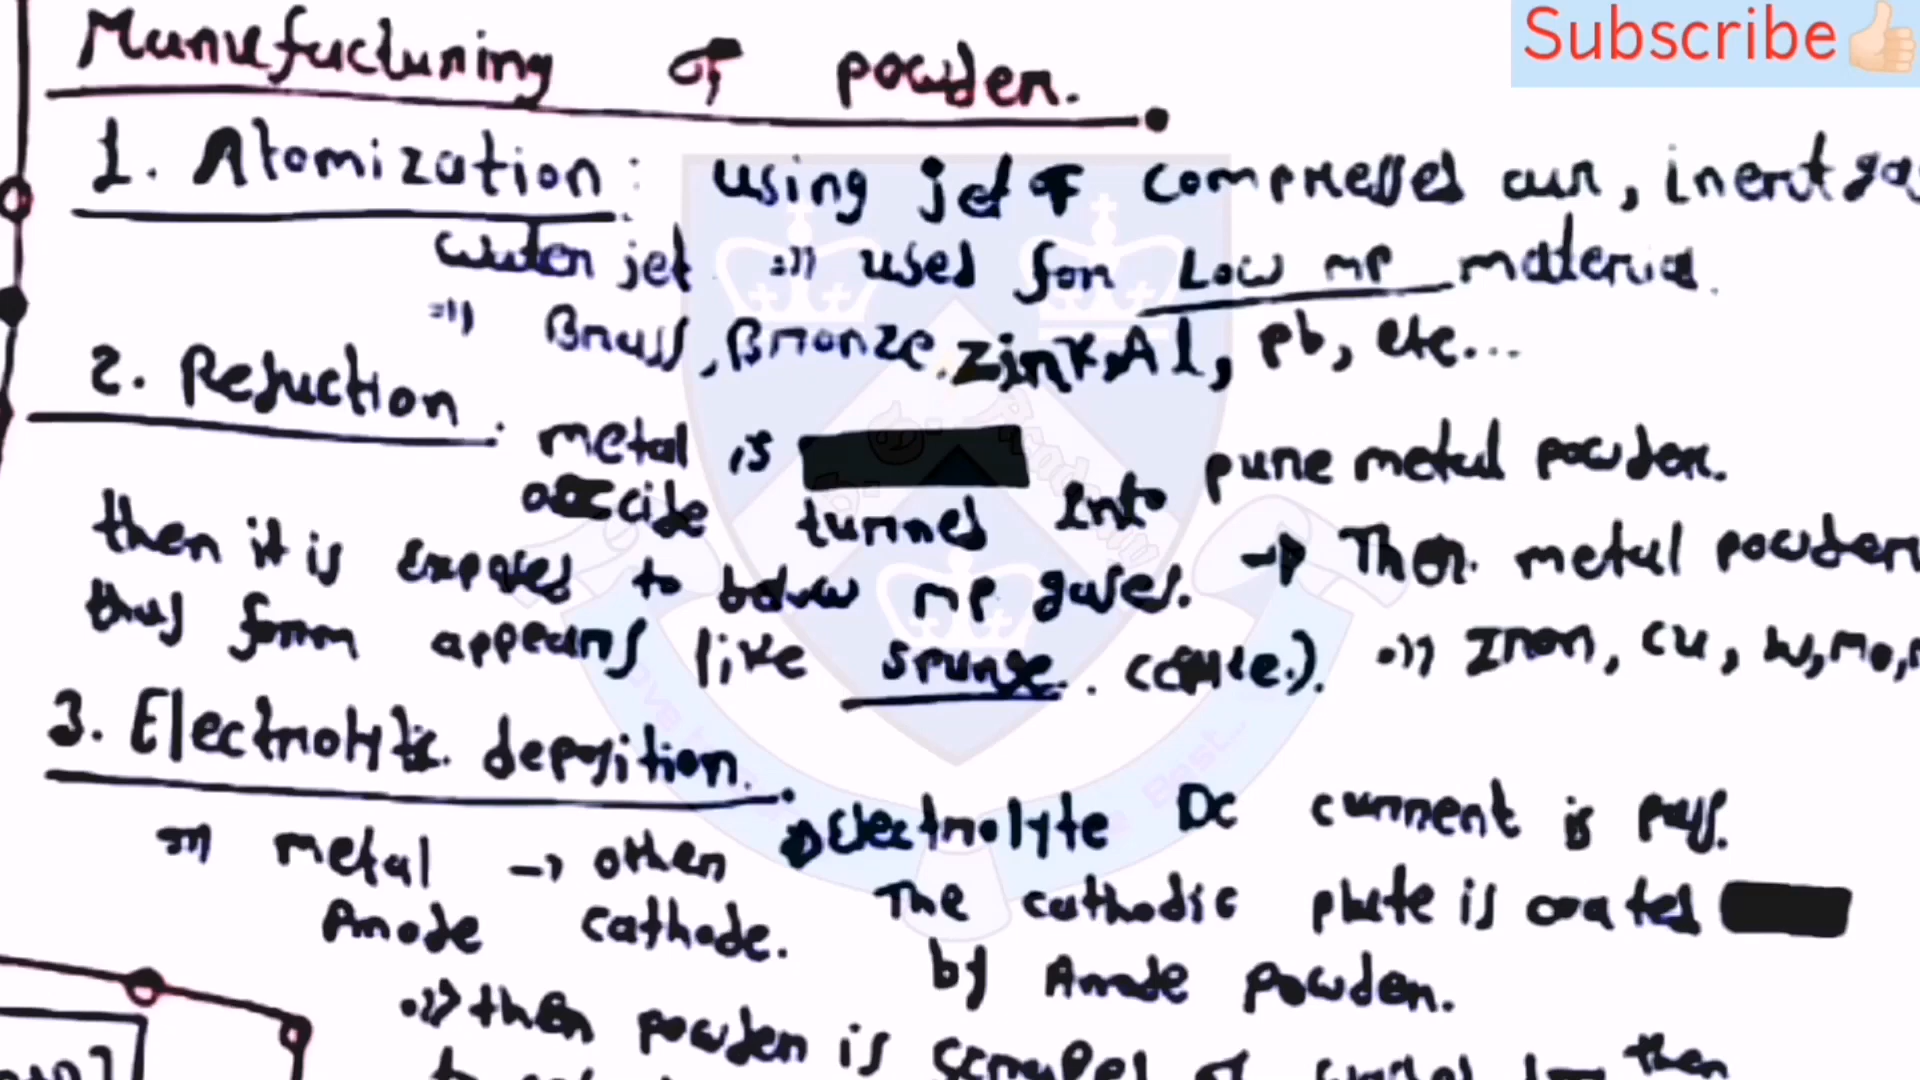 Subscribe
Manufacturing of powder.
1. Atomization: using jet of compressed air, inert ga
water jet ⇒ used for Low mp material.
⇒ Brass, Bronze, Zink, Al, pb, etc...
2. Reduction.
metal is
pure metal powder.
oxcide turned Into
then it is exposed to below mp gases. → Then. metal powder
thus form appears like spunge.
⇒ Iron, Cu, W, Mo,
3. Electrolytic deposition.
Electrolyte DC current is pass.
⇒ metal → other
The cathodic plate is coated
Anode cathode.
by Anode Powder.
⇒ then powder is
then